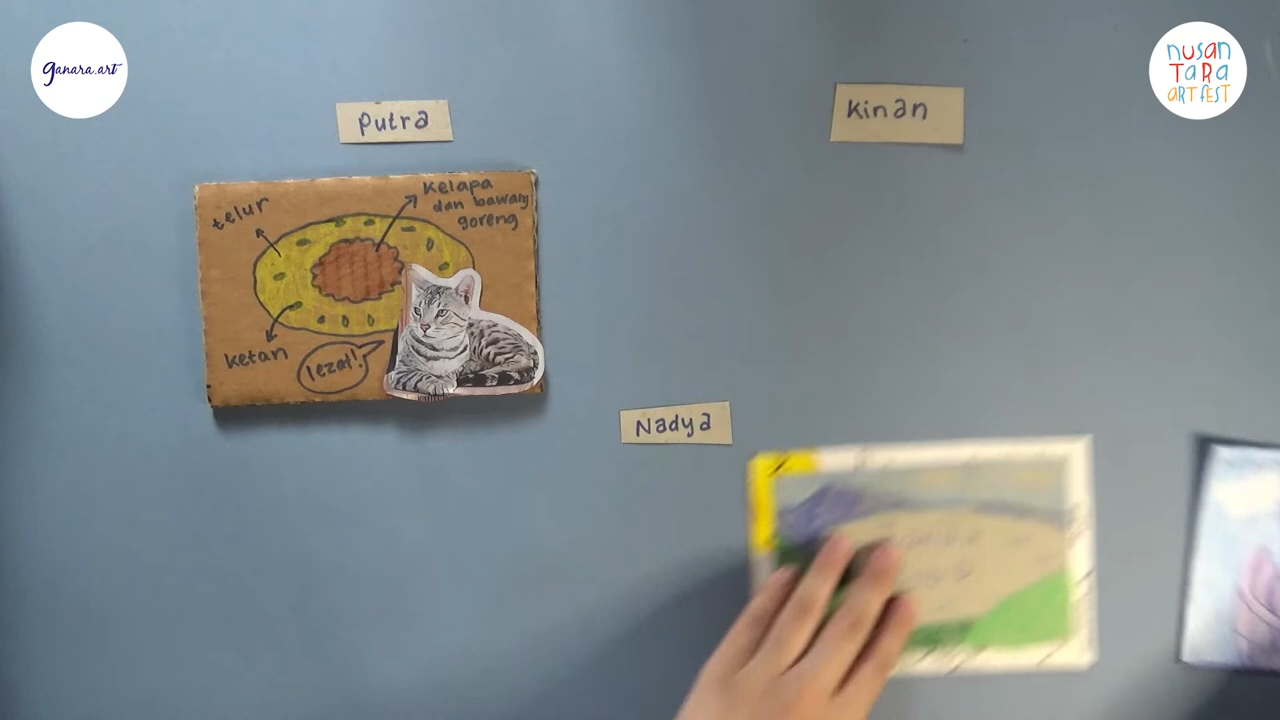 ganara.art
nusan
TaRa
ART FEST
Putra
Kinan
telur
Kelapa
dan bawang
goreng
ketan
lezat!
Nadya